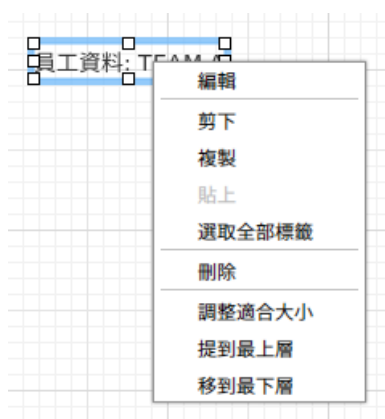 員工資料: TEAM A
編輯
剪下
複製
貼上
選取全部標籤
刪除
調整適合大小
提到最上層
移到最下層